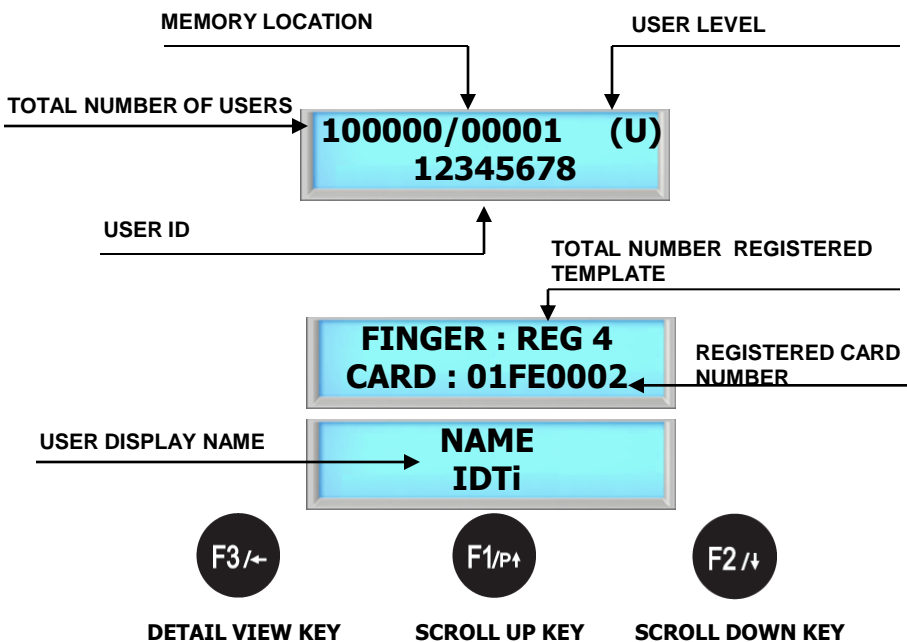 MEMORY LOCATION
USER LEVEL
TOTAL NUMBER OF USERS
100000/00001 (U)
12345678
USER ID
TOTAL NUMBER REGISTERED
TEMPLATE
FINGER : REG 4
CARD : 01FE0002
REGISTERED CARD
NUMBER
USER DISPLAY NAME
NAME
IDTi
F3/←
F1/P↑
F2/↓
DETAIL VIEW KEY
SCROLL UP KEY
SCROLL DOWN KEY